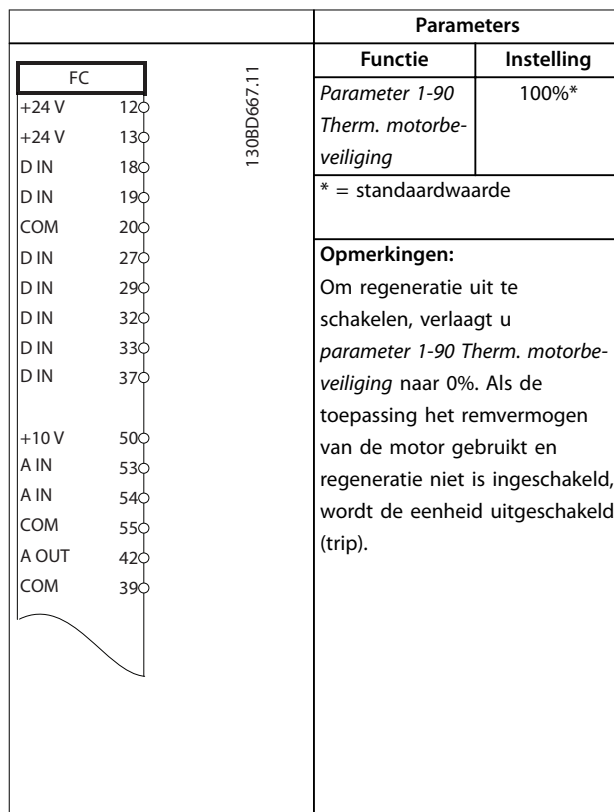 FC
+24 V 12
+24 V 13
D IN 18
D IN 19
COM 20
D IN 27
D IN 29
D IN 32
D IN 33
D IN 37
+10 V 50
A IN 53
A IN 54
COM 55
A OUT 42
COM 39
130BD667.11
Parameters
Functie Instelling
Parameter 1-90 100%*
Therm. motorbe-
veiliging
* = standaardwaarde
Opmerkingen:
Om regeneratie uit te
schakelen, verlaagt u
parameter 1-90 Therm. motorbe-
veiliging naar 0%. Als de
toepassing het remvermogen
van de motor gebruikt en
regeneratie niet is ingeschakeld,
wordt de eenheid uitgeschakeld
(trip).